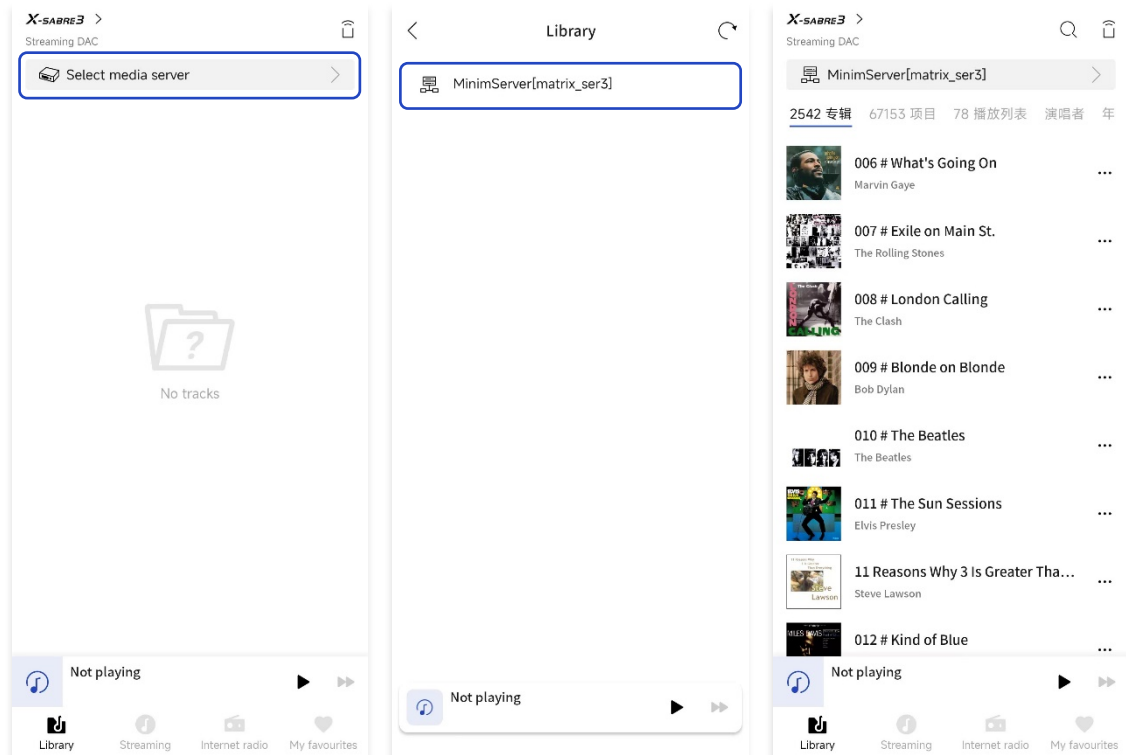 X-SABRE3 >
Streaming DAC
Select media server
No tracks
Not playing
Library
Streaming
Internet radio
My favourites
Library
MinimServer[matrix_ser3]
Not playing
X-SABRE3 >
Streaming DAC
MinimServer[matrix_ser3]
2542 专辑 67153 项目 78 播放列表 演唱者 年
006 # What's Going On
Marvin Gaye
007 # Exile on Main St.
The Rolling Stones
008 # London Calling
The Clash
009 # Blonde on Blonde
Bob Dylan
010 # The Beatles
The Beatles
011 # The Sun Sessions
Elvis Presley
11 Reasons Why 3 Is Greater Tha...
Steve Lawson
012 # Kind of Blue
Not playing
Library
Streaming
Internet radio
My favourites